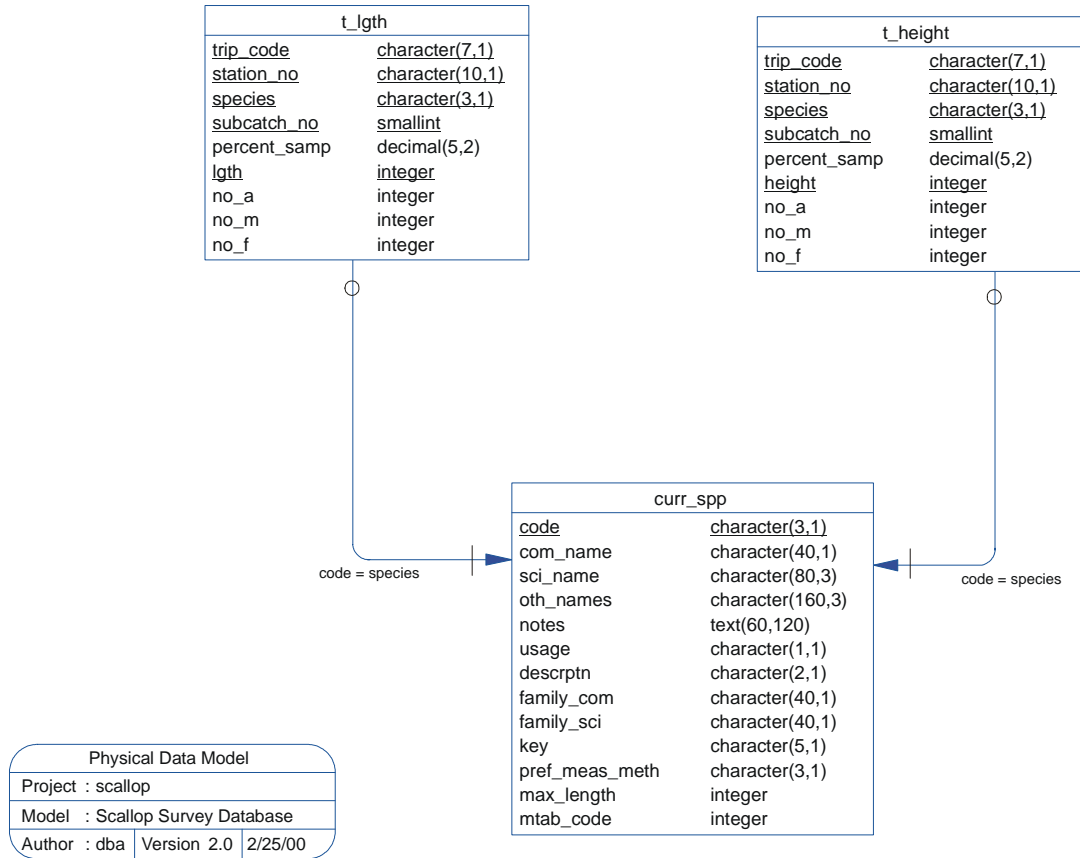 t_lgth
trip_code character(7,1)
station_no character(10,1)
species character(3,1)
subcatch_no smallint
percent_samp decimal(5,2)
lgth integer
no_a integer
no_m integer
no_f integer
t_height
trip_code character(7,1)
station_no character(10,1)
species character(3,1)
subcatch_no smallint
percent_samp decimal(5,2)
height integer
no_a integer
no_m integer
no_f integer
code = species
code = species
curr_spp
code character(3,1)
com_name character(40,1)
sci_name character(80,3)
oth_names character(160,3)
notes text(60,120)
usage character(1,1)
descrptn character(2,1)
family_com character(40,1)
family_sci character(40,1)
key character(5,1)
pref_meas_meth character(3,1)
max_length integer
mtab_code integer
Physical Data Model
Project : scallop
Model : Scallop Survey Database
Author : dba Version 2.0 2/25/00